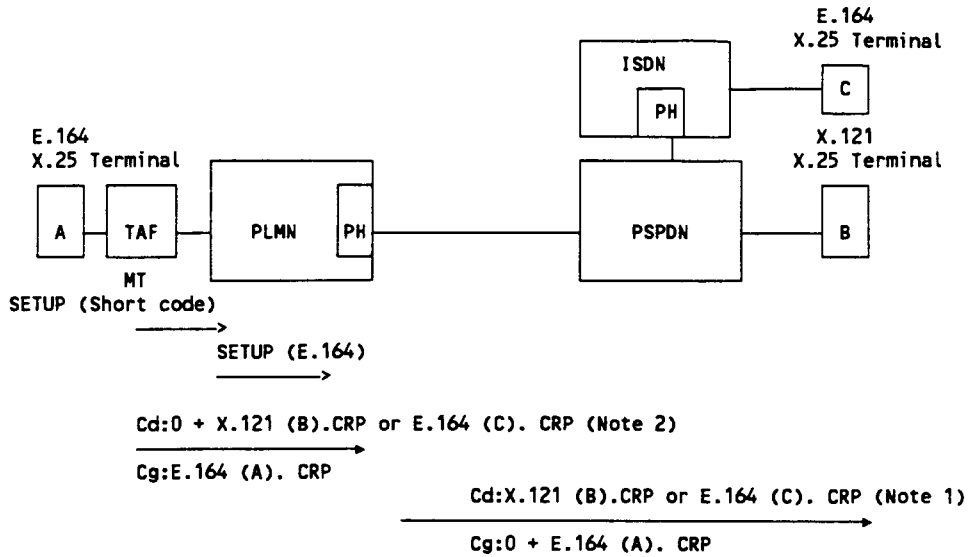 E.164
X.25 Terminal
ISDN
C
PH
E.164
X.25 Terminal
X.121
X.25 Terminal
A
TAF
PLMN
PH
PSPDN
B
MT
SETUP (Short code)
SETUP (E.164)
Cd:0 + X.121 (B).CRP or E.164 (C). CRP (Note 2)
Cg:E.164 (A). CRP
Cd:X.121 (B).CRP or E.164 (C). CRP (Note 1)
Cg:0 + E.164 (A). CRP